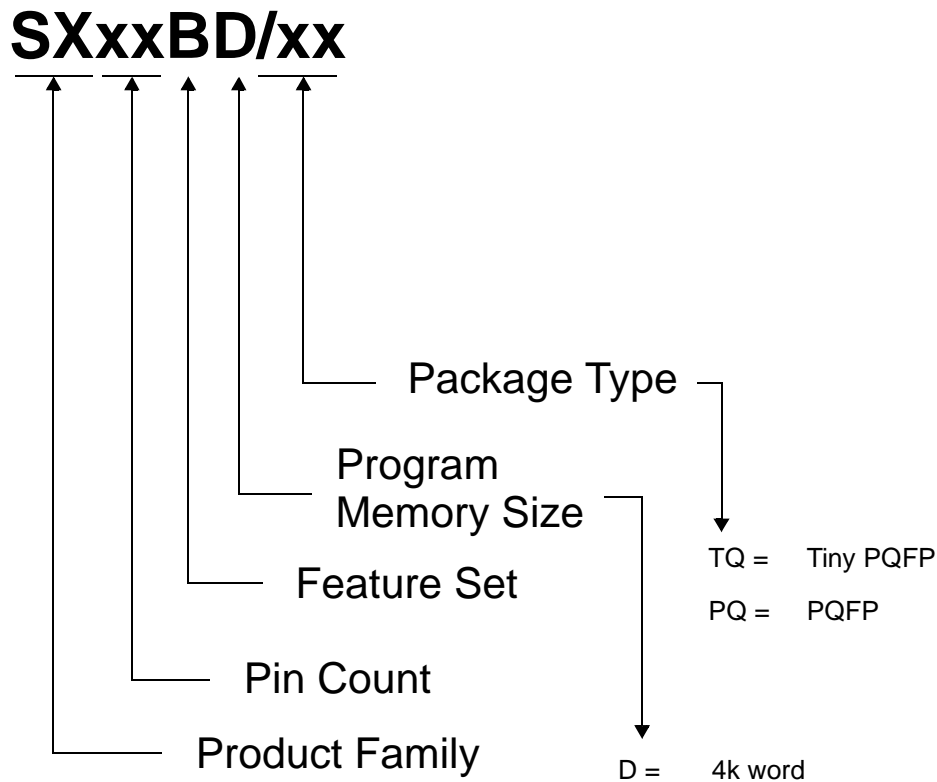 SXxxBD/xx
Package Type
Program
Memory Size
TQ = Tiny PQFP
Feature Set
PQ = PQFP
Pin Count
Product Family
D = 4k word